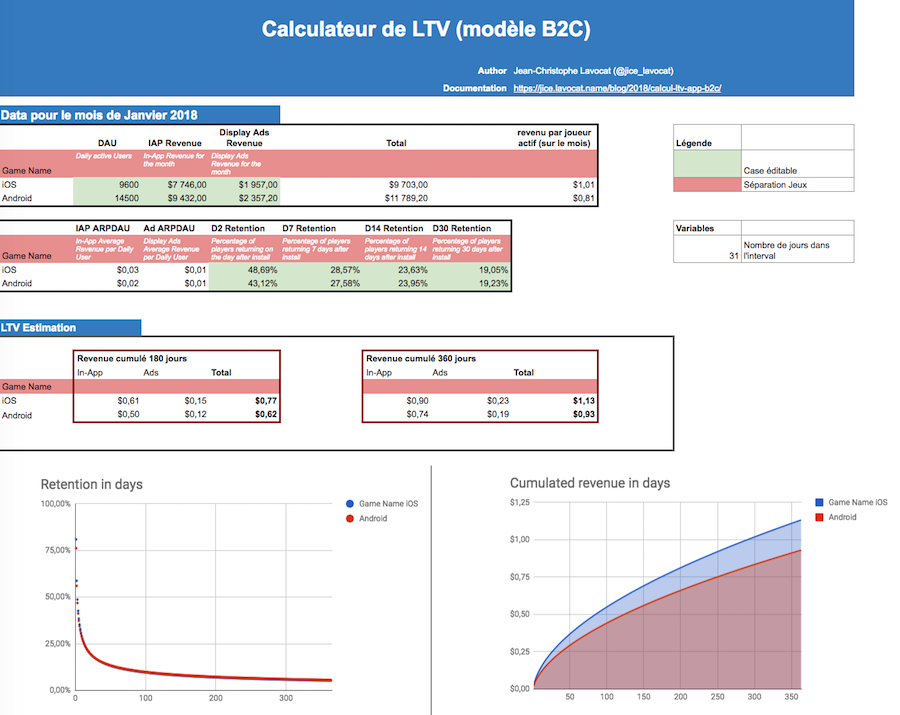 Calculateur de LTV (modèle B2C)
Author Jean-Christophe Lavocat (@jice_lavocat)
Documentation https://jice.lavocat.name/blog/2018/calcul-ltv-app-b2c/
Data pour le mois de Janvier 2018
DAU IAP Revenue Display Ads Revenue Total revenu par joueur actif (sur le mois)
Game Name Daily active Users In-App Revenue for the month Display Ads Revenue for the month
iOS 9600 $7 746,00 $1 957,00 $9 703,00 $1,01
Android 14500 $9 432,00 $2 357,20 $11 789,20 $0,81
Légende
Case éditable
Séparation Jeux
IAP ARPDAU Ad ARPDAU D2 Retention D7 Retention D14 Retention D30 Retention
Game Name In-App Average Revenue per Daily User Display Ads Average Revenue per Daily User Percentage of players returning on the day after install Percentage of players returning 7 days after install Percentage of players returning 14 days after install Percentage of players returning 30 days after install
iOS $0,03 $0,01 48,69% 28,57% 23,63% 19,05%
Android $0,02 $0,01 43,12% 27,58% 23,95% 19,23%
Variables
31 Nombre de jours dans l'interval
LTV Estimation
Revenue cumulé 180 jours Revenue cumulé 360 jours
In-App Ads Total In-App Ads Total
Game Name
iOS $0,61 $0,15 $0,77 $0,90 $0,23 $1,13
Android $0,50 $0,12 $0,62 $0,74 $0,19 $0,93
Retention in days
100,00%
75,00%
50,00%
25,00%
0,00%
0 100 200 300
Game Name iOS
Android
Cumulated revenue in days
$1,25
$1,00
$0,75
$0,50
$0,25
$0,00
50 100 150 200 250 300 350
Game Name iOS
Android